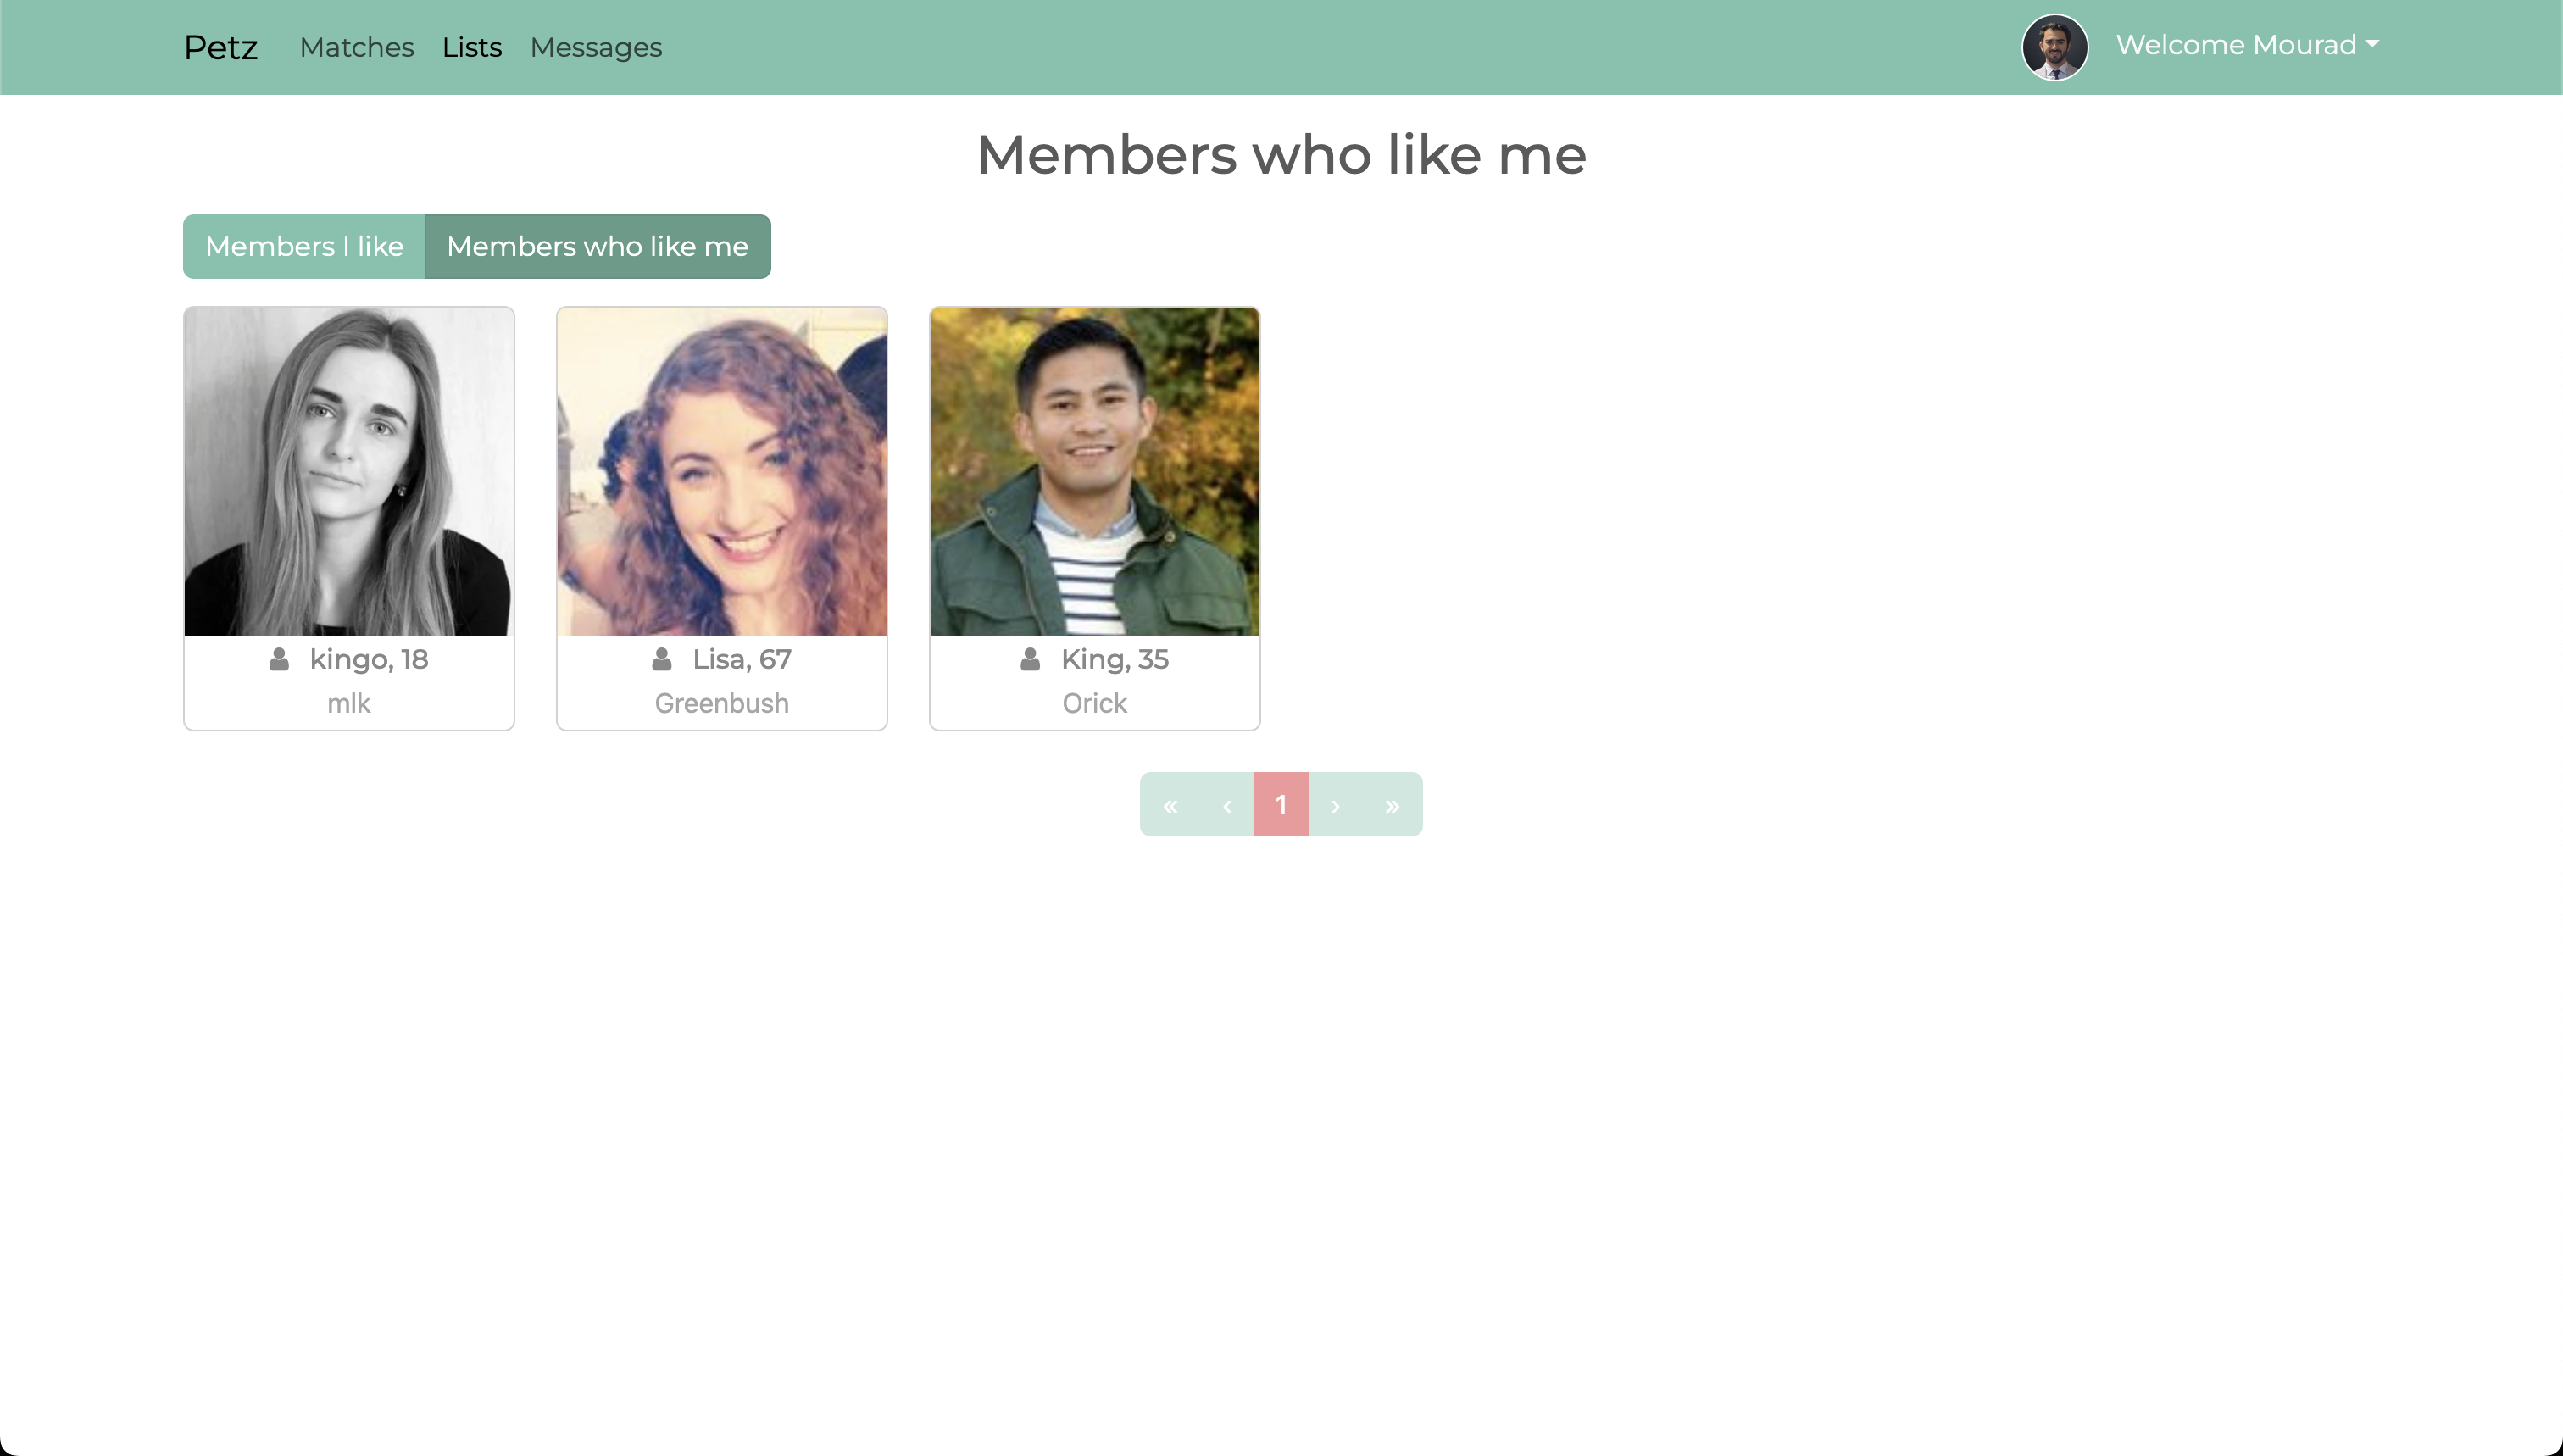 Petz Matches Lists Messages Welcome Mourad
Members who like me
Members I like Members who like me
kingo, 18
mlk
Lisa, 67
Greenbush
King, 35
Orick
« ‹ 1 › »